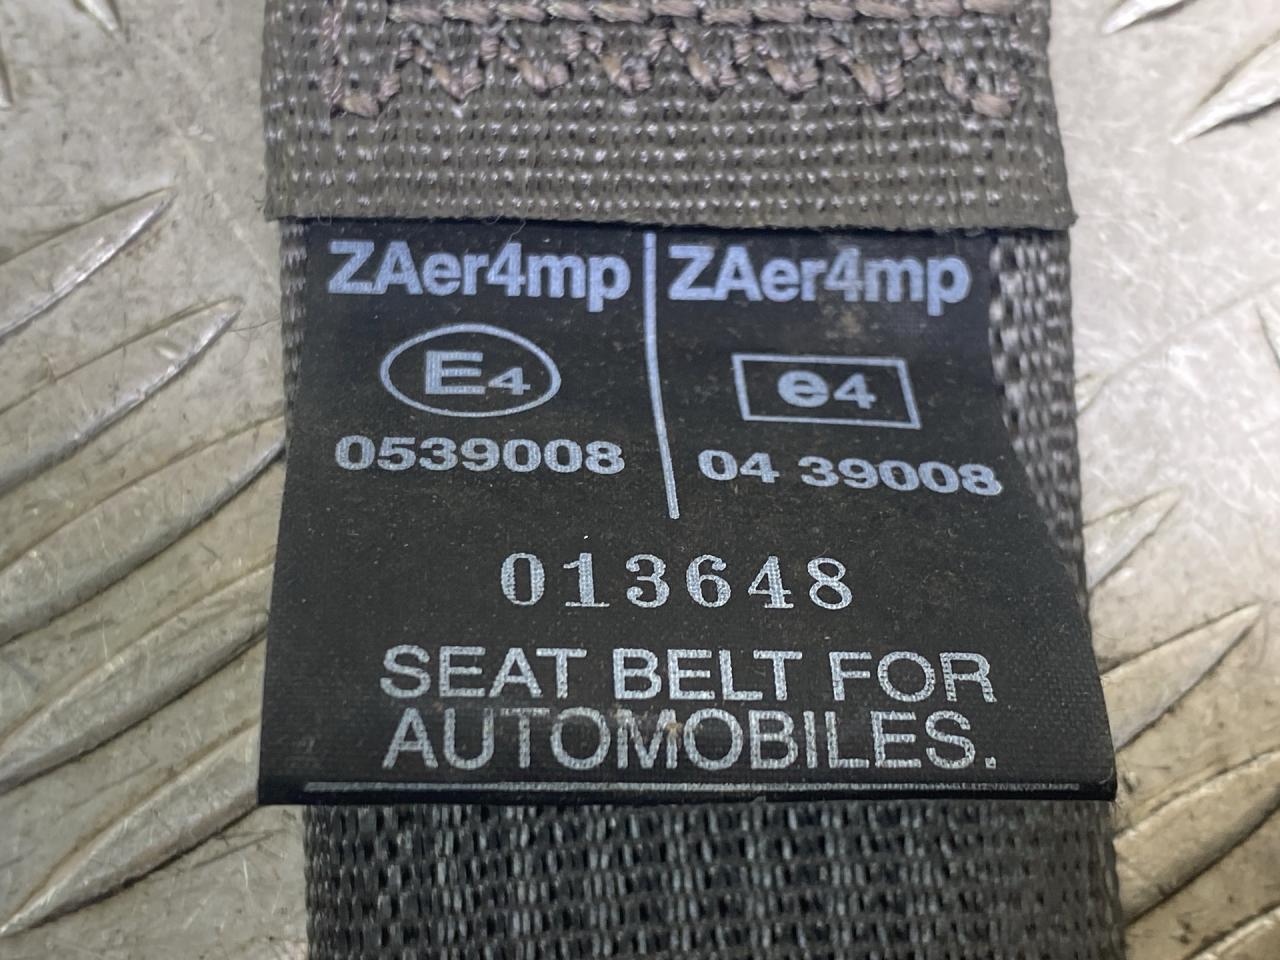 ZAer4mp ZAer4mp
E4 e4
0539008 04 39008
013648
SEAT BELT FOR
AUTOMOBILES.